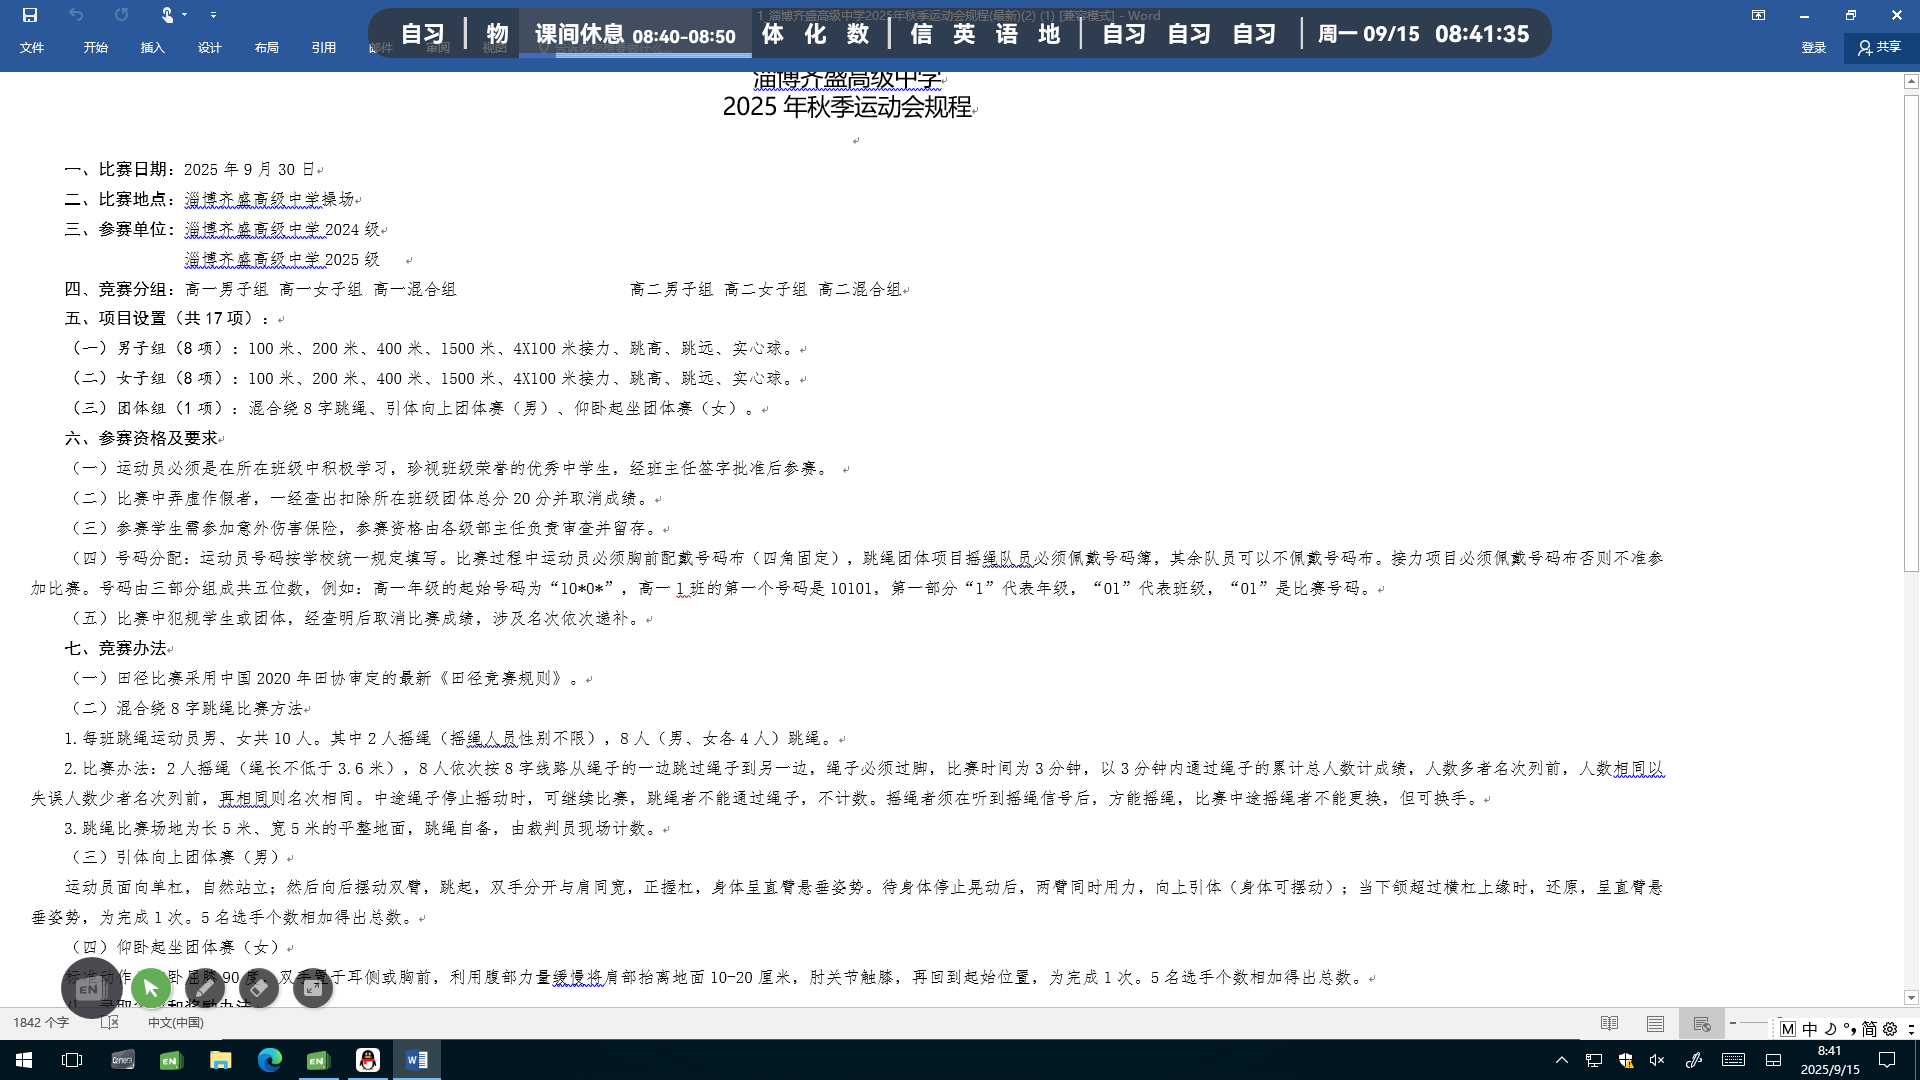 1_淄博齐盛高级中学2025年秋季运动会规程(最新)(2) (1) [兼容模式] - Word
自习 | 物 课间休息 08:40-08:50 体 化 数 | 信 英 语 地 | 自习 自习 自习 | 周一 09/15 08:41:35
文件 开始 插入 设计 布局 引用 邮件 审阅 视图 登录 共享
淄博齐盛高级中学
2025 年秋季运动会规程
一、比赛日期：2025 年 9 月 30 日
二、比赛地点：淄博齐盛高级中学操场
三、参赛单位：淄博齐盛高级中学 2024 级
淄博齐盛高级中学 2025 级
四、竞赛分组：高一男子组 高一女子组 高一混合组 高二男子组 高二女子组 高二混合组
五、项目设置（共 17 项）：
（一）男子组（8 项）：100 米、200 米、400 米、1500 米、4X100 米接力、跳高、跳远、实心球。
（二）女子组（8 项）：100 米、200 米、400 米、1500 米、4X100 米接力、跳高、跳远、实心球。
（三）团体组（1 项）：混合绕 8 字跳绳、引体向上团体赛（男）、仰卧起坐团体赛（女）。
六、参赛资格及要求
（一）运动员必须是在所在班级中积极学习，珍视班级荣誉的优秀中学生，经班主任签字批准后参赛。
（二）比赛中弄虚作假者，一经查出扣除所在班级团体总分 20 分并取消成绩。
（三）参赛学生需参加意外伤害保险，参赛资格由各级部主任负责审查并留存。
（四）号码分配：运动员号码按学校统一规定填写。比赛过程中运动员必须胸前配戴号码布（四角固定），跳绳团体项目摇绳队员必须佩戴号码簿，其余队员可以不佩戴号码布。接力项目必须佩戴号码布否则不准参
加比赛。号码由三部分组成共五位数，例如：高一年级的起始号码为“10*0*”，高一 1 班的第一个号码是 10101，第一部分“1”代表年级，“01”代表班级，“01”是比赛号码。
（五）比赛中犯规学生或团体，经查明后取消比赛成绩，涉及名次依次递补。
七、竞赛办法
（一）田径比赛采用中国 2020 年田协审定的最新《田径竞赛规则》。
（二）混合绕 8 字跳绳比赛方法
1. 每班跳绳运动员男、女共 10 人。其中 2 人摇绳（摇绳人员性别不限），8 人（男、女各 4 人）跳绳。
2. 比赛办法：2 人摇绳（绳长不低于 3.6 米），8 人依次按 8 字线路从绳子的一边跳过绳子到另一边，绳子必须过脚，比赛时间为 3 分钟，以 3 分钟内通过绳子的累计总人数计成绩，人数多者名次列前，人数相同以
失误人数少者名次列前，再相同则名次相同。中途绳子停止摇动时，可继续比赛，跳绳者不能通过绳子，不计数。摇绳者须在听到摇绳信号后，方能摇绳，比赛中途摇绳者不能更换，但可换手。
3. 跳绳比赛场地为长 5 米、宽 5 米的平整地面，跳绳自备，由裁判员现场计数。
（三）引体向上团体赛（男）
运动员面向单杠，自然站立；然后向后摆动双臂，跳起，双手分开与肩同宽，正握杠，身体呈直臂悬垂姿势。待身体停止晃动后，两臂同时用力，向上引体（身体可摆动）；当下颌超过横杠上缘时，还原，呈直臂悬
垂姿势，为完成 1 次。5 名选手个数相加得出总数。
（四）仰卧起坐团体赛（女）
标准动作 卧屈膝 90 度，双手置于耳侧或胸前，利用腹部力量缓慢将肩部抬离地面 10-20 厘米，肘关节触膝，再回到起始位置，为完成 1 次。5 名选手个数相加得出总数。
八、录取 和奖励办法
EN
1842 个字 中文(中国)
M 中 简
8:41
2025/9/15